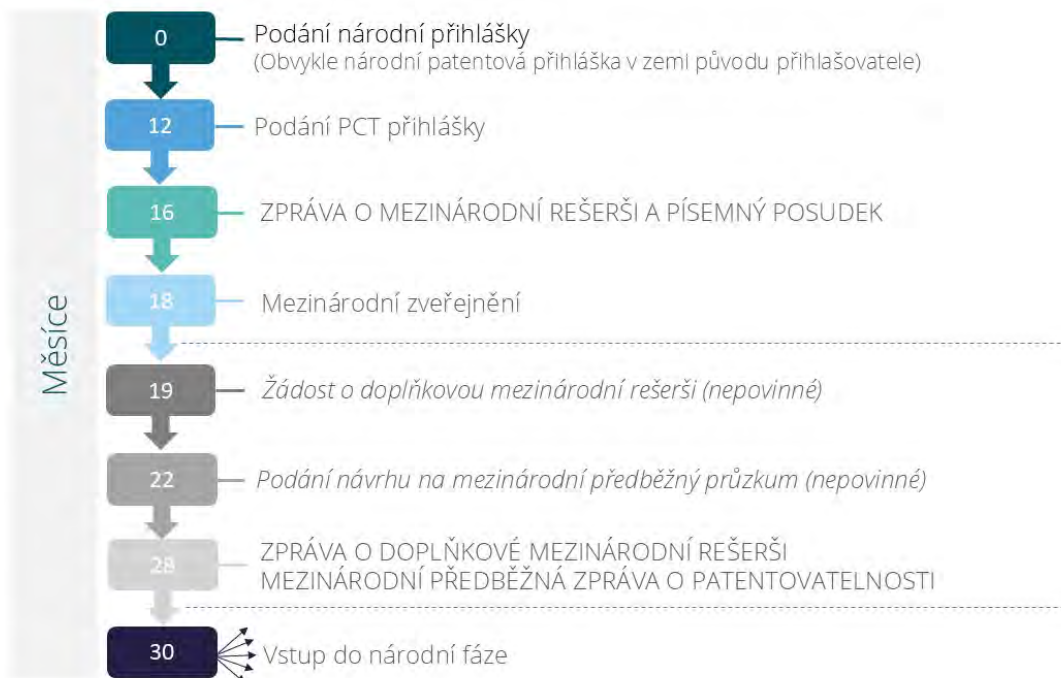 Měsíce
0
Podání národní přihlášky
(Obvykle národní patentová přihláška v zemi původu přihlašovatele)
12
Podání PCT přihlášky
16
ZPRÁVA O MEZINÁRODNÍ REŠERŠI A PÍSEMNÝ POSUDEK
18
Mezinárodní zveřejnění
19
Žádost o doplňkovou mezinárodní rešerši (nepovinné)
22
Podání návrhu na mezinárodní předběžný průzkum (nepovinné)
28
ZPRÁVA O DOPLŇKOVÉ MEZINÁRODNÍ REŠERŠI
MEZINÁRODNÍ PŘEDBĚŽNÁ ZPRÁVA O PATENTOVATELNOSTI
30
Vstup do národní fáze